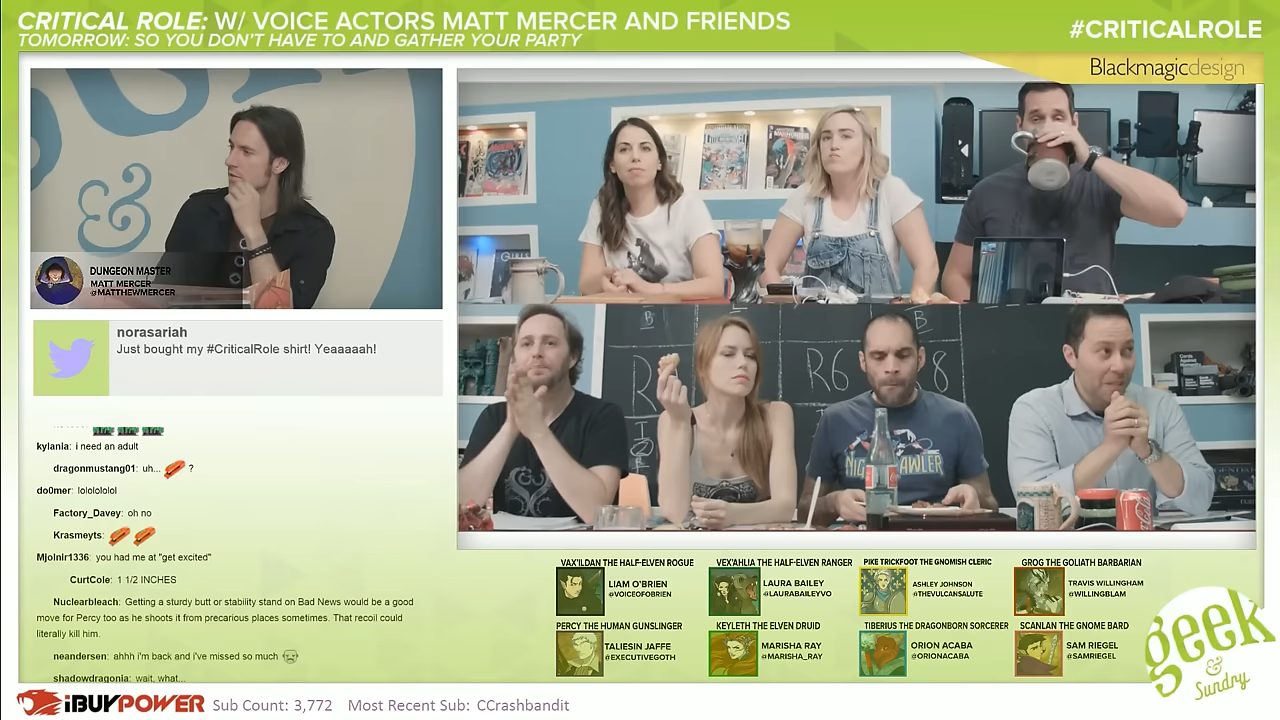 CRITICAL ROLE: W/ VOICE ACTORS MATT MERCER AND FRIENDS
TOMORROW: SO YOU DON'T HAVE TO AND GATHER YOUR PARTY
#CRITICALROLE
Blackmagicdesign
&
DUNGEON MASTER
MATT MERCER
@MATTHEWMERCER
norasariah
Just bought my #CriticalRole shirt! Yeaaaaah!
kylania: i need an adult
dragonmustang01: uh... ?
do0mer: lolololol
Factory_Davey: oh no
Krasmeyts:
Mjolnir1336: you had me at "get excited"
CurtCole: 1 1/2 INCHES
Nuclearbleach: Getting a sturdy butt or stability stand on Bad News would be a good
move for Percy too as he shoots it from precarious places sometimes. That recoil could
literally kill him.
neandersen: ahhh i'm back and i've missed so much
shadowdragonia: wait, what...
B
B
R
R6
8
VAX'ILDAN THE HALF-ELVEN ROGUE
LIAM O'BRIEN
@VOICEOFOBRIEN
VEX'AHLIA THE HALF-ELVEN RANGER
LAURA BAILEY
@LAURABAILEYVO
PIKE TRICKFOOT THE GNOMISH CLERIC
ASHLEY JOHNSON
@THEVULCANSALUTE
GROG THE GOLIATH BARBARIAN
TRAVIS WILLINGHAM
@WILLINGBLAM
PERCY THE HUMAN GUNSLINGER
TALIESIN JAFFE
@EXECUTIVEGOTH
KEYLETH THE ELVEN DRUID
MARISHA RAY
@MARISHA_RAY
TIBERIUS THE DRAGONBORN SORCERER
ORION ACABA
@ORIONACABA
SCANLAN THE GNOME BARD
SAM RIEGEL
@SAMRIEGEL
geek
&
Sundry
iBUYPOWER
Sub Count: 3,772 Most Recent Sub: CCrashbandit